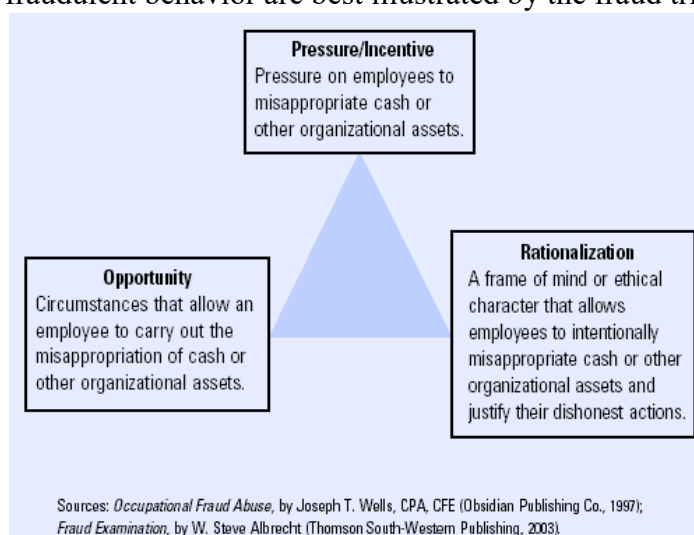 fraudulent behavior are best illustrated by the fraud
Pressure/Incentive
Pressure on employees to
misappropriate cash or
other organizational assets.
Opportunity
Circumstances that allow an
employee to carry out the
misappropriation of cash or
other organizational assets.
Rationalization
A frame of mind or ethical
character that allows
employees to intentionally
misappropriate cash or other
organizational assets and
justify their dishonest actions.
Sources: Occupational Fraud Abuse, by Joseph T. Wells, CPA, CFE (Obsidian Publishing Co., 1997);
Fraud Examination, by W. Steve Albrecht (Thomson South-Western Publishing, 2003).